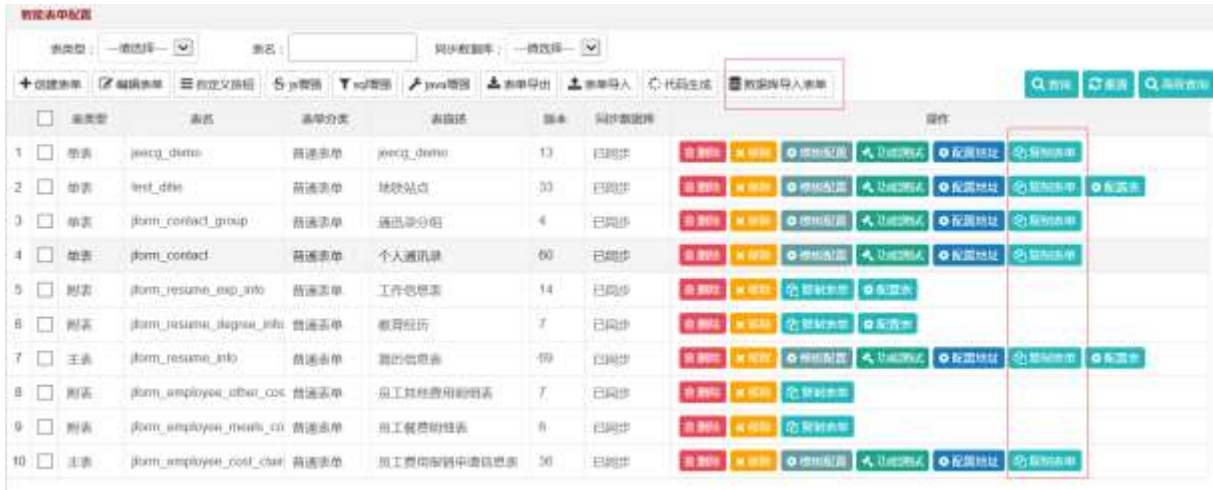 智能表单配置
表类型： ---请选择--- 表名： 同步数据库： ---请选择---
创建表单 编辑表单 自定义按钮 js增强 sql增强 java增强 表单导出 表单导入 代码生成 数据库导入表单 查询 重置 高级查询
表类型 表名 表单分类 表描述 版本 同步数据库 操作
1 单表 jeecg_demo 普通表单 jeecg_demo 13 已同步 删除 移除 模板配置 功能测试 配置地址 复制表单
2 单表 test_ditie 普通表单 地铁站点 33 已同步 删除 移除 模板配置 功能测试 配置地址 复制表单 配置表
3 单表 jform_contact_group 普通表单 通讯录分组 4 已同步 删除 移除 模板配置 功能测试 配置地址 复制表单
4 单表 jform_contact 普通表单 个人通讯录 60 已同步 删除 移除 模板配置 功能测试 配置地址 复制表单
5 附表 jform_resume_exp_info 普通表单 工作信息表 14 已同步 删除 移除 复制表单 配置表
6 附表 jform_resume_degree_info 普通表单 教育经历 7 已同步 删除 移除 复制表单 配置表
7 主表 jform_resume_info 普通表单 简历信息表 69 已同步 删除 移除 模板配置 功能测试 配置地址 复制表单 配置表
8 附表 jform_employee_other_cos 普通表单 员工其他费用明细表 7 已同步 删除 移除 复制表单
9 附表 jform_employee_meals_co 普通表单 员工餐费明细表 6 已同步 删除 移除 复制表单
10 主表 jform_employee_cost_clai 普通表单 员工费用报销申请信息表 36 已同步 删除 移除 模板配置 功能测试 配置地址 复制表单